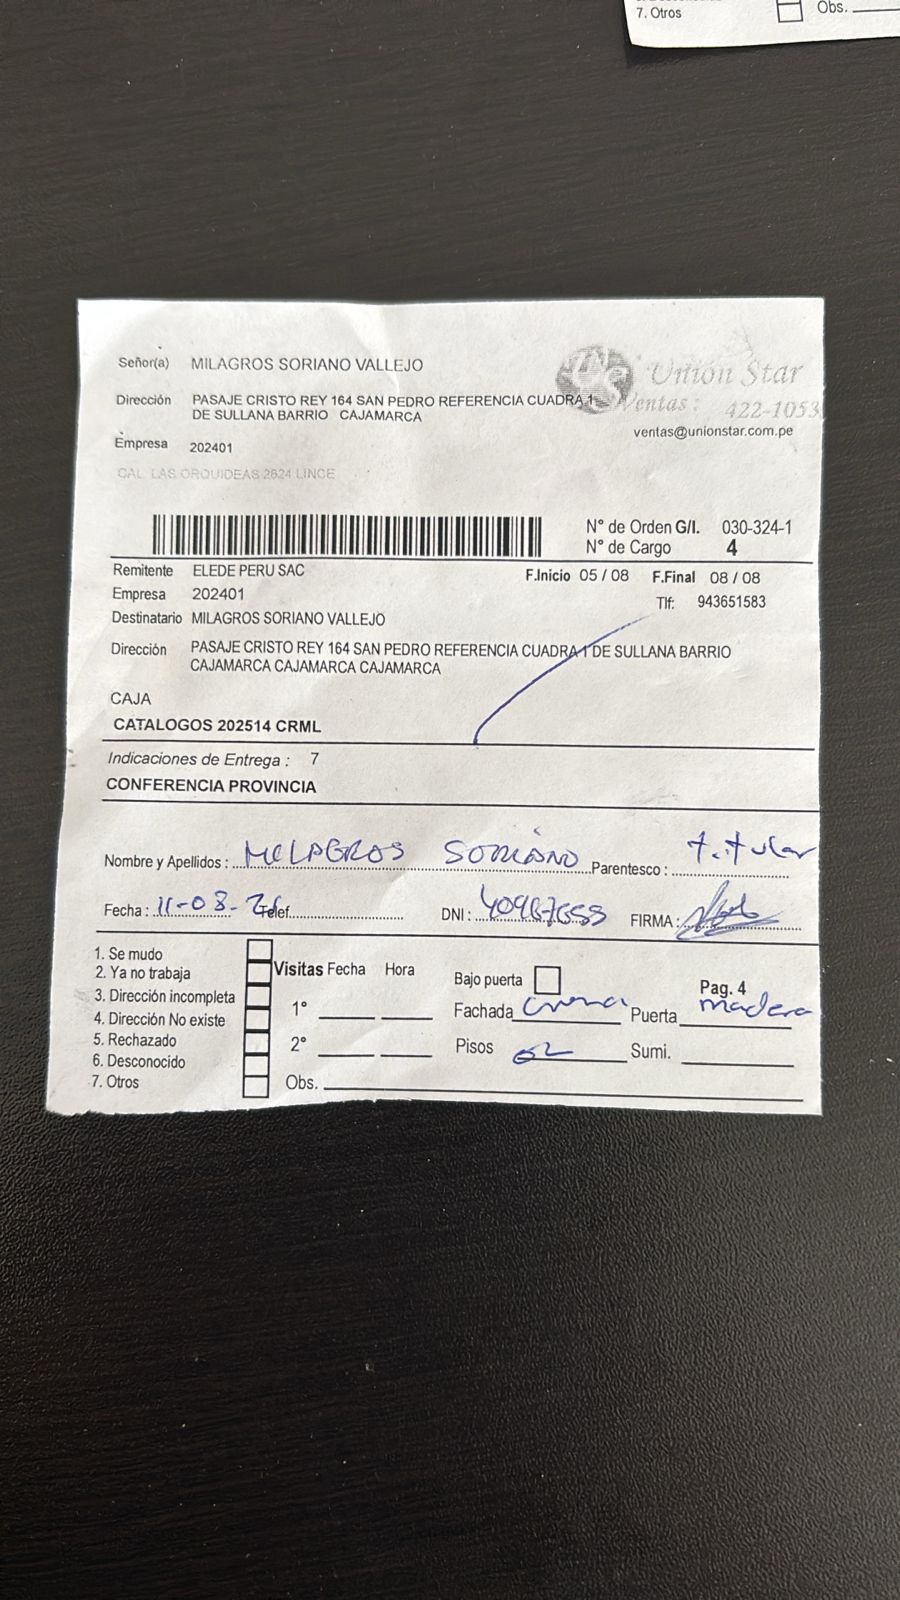 7. Otros Obs.
Señor(a) MILAGROS SORIANO VALLEJO
Dirección PASAJE CRISTO REY 164 SAN PEDRO REFERENCIA CUADRA 1
DE SULLANA BARRIO CAJAMARCA
Empresa 202401
CAL. LAS ORQUIDEAS 2624 LINCE
Union Star
Ventas : 422-1053
ventas@unionstar.com.pe
N° de Orden G/I. 030-324-1
N° de Cargo 4
Remitente ELEDE PERU SAC F.Inicio 05 / 08 F.Final 08 / 08
Empresa 202401 Tlf: 943651583
Destinatario MILAGROS SORIANO VALLEJO
Dirección PASAJE CRISTO REY 164 SAN PEDRO REFERENCIA CUADRA 1 DE SULLANA BARRIO
CAJAMARCA CAJAMARCA CAJAMARCA
CAJA
CATALOGOS 202514 CRML
Indicaciones de Entrega : 7
CONFERENCIA PROVINCIA
Nombre y Apellidos : MILAGROS SORIANO Parentesco : titular
Fecha : 11-08- Telef. DNI : FIRMA :
1. Se mudo
2. Ya no trabaja
3. Dirección incompleta
4. Dirección No existe
5. Rechazado
6. Desconocido
7. Otros
Visitas Fecha Hora
1°
2°
Obs.
Bajo puerta Pag. 4
Fachada crema Puerta madera
Pisos 02 Sumi.